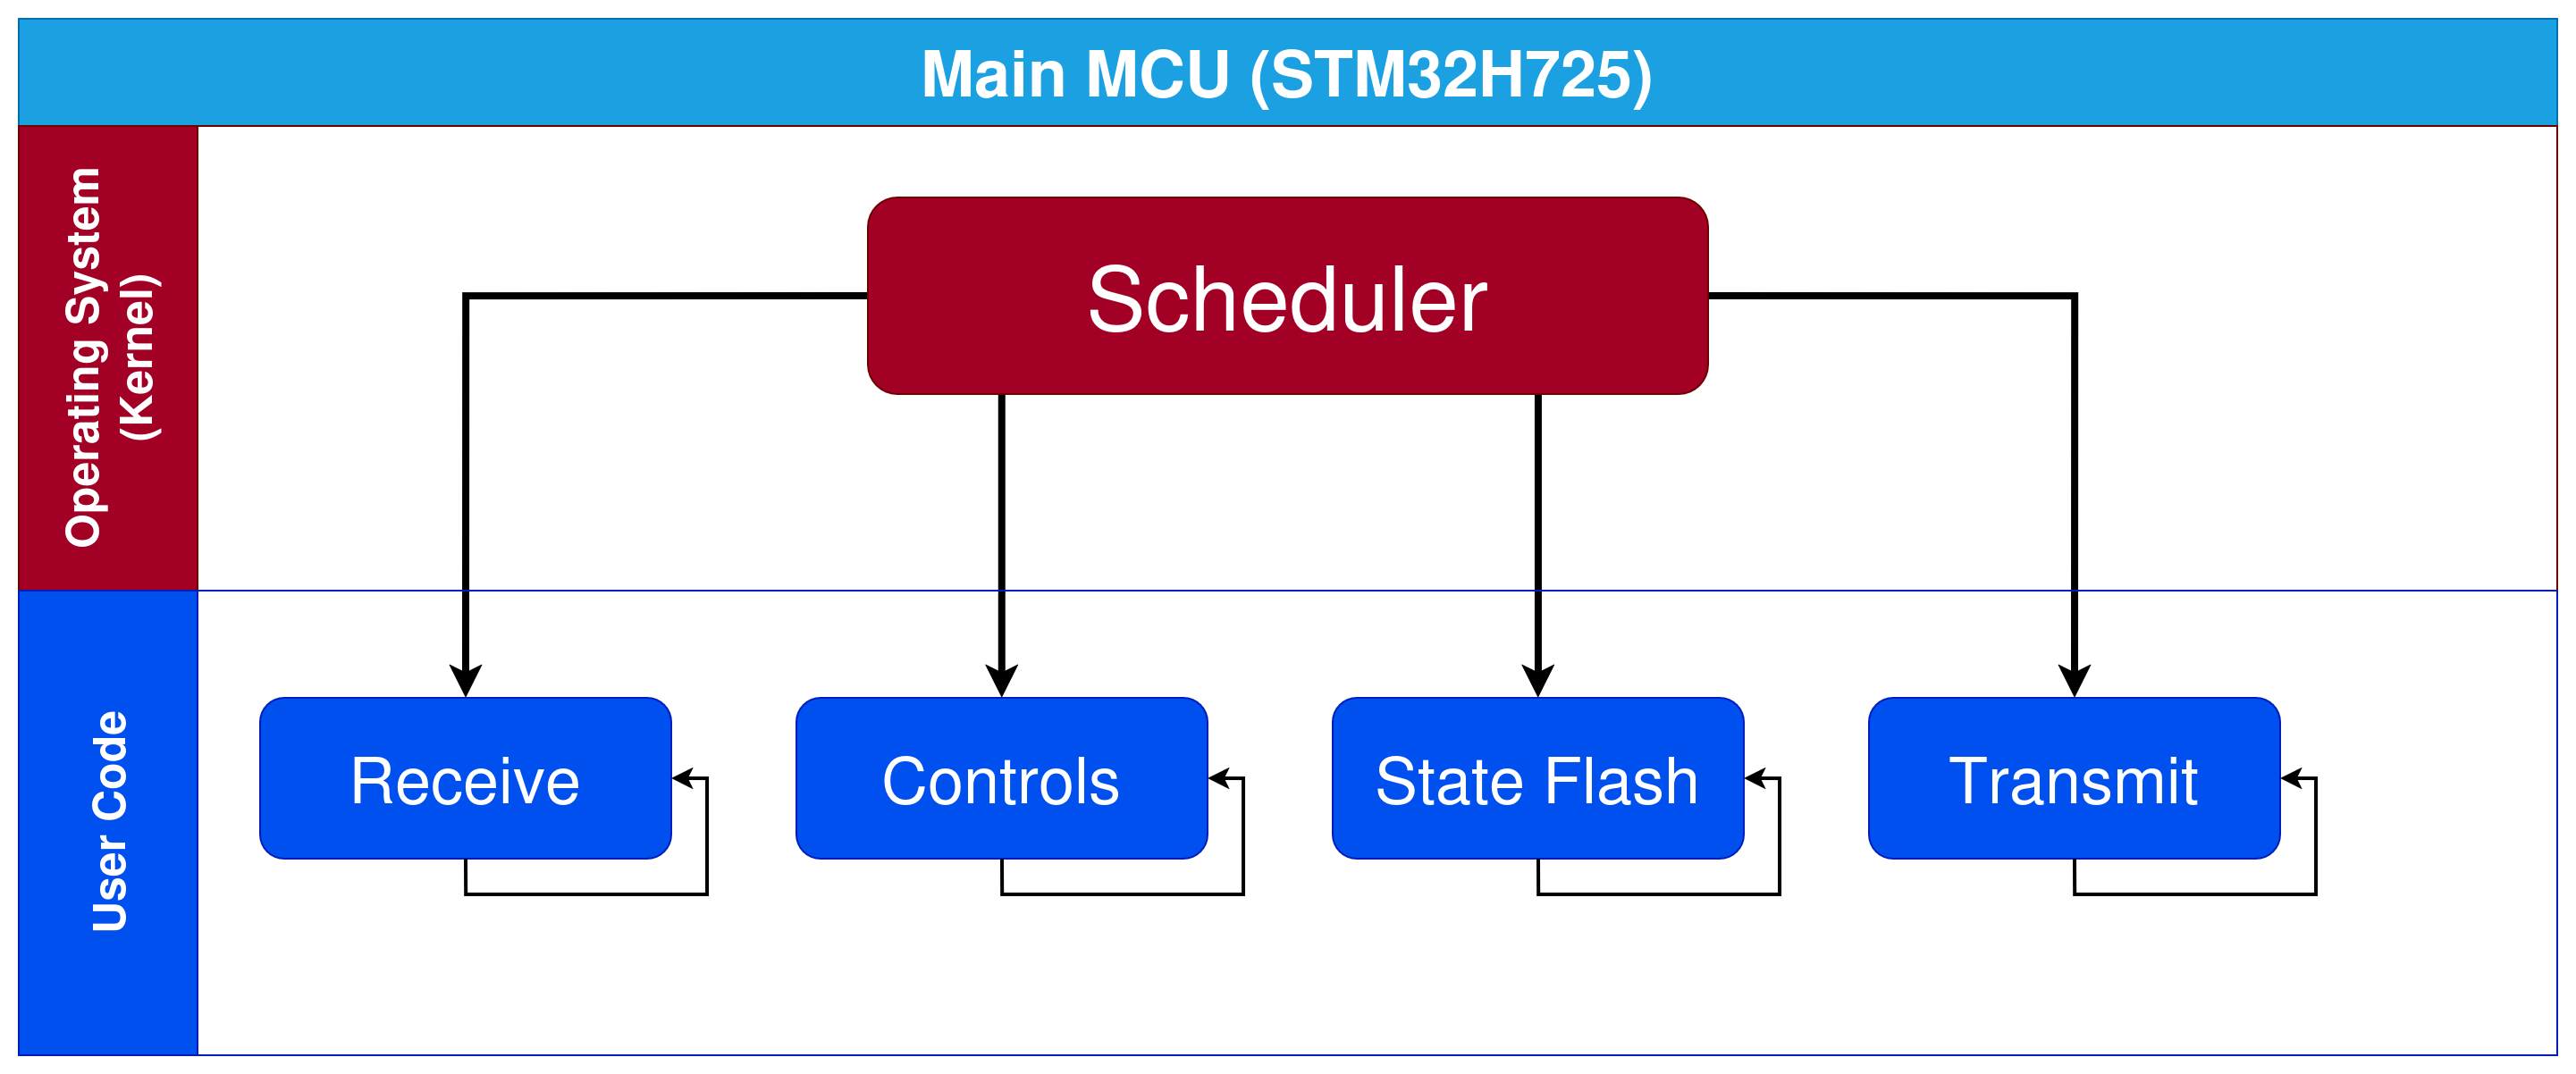 Main MCU (STM32H725)
Operating System
(Kernel)
Scheduler
User Code
Receive
Controls
State Flash
Transmit